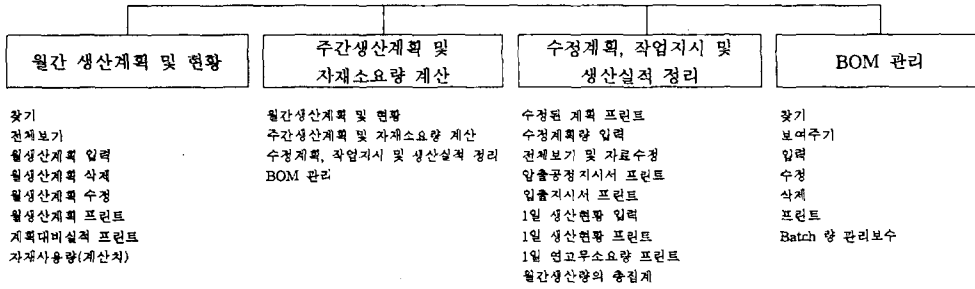 월간 생산계획 및 현황
찾기
전체보기
월생산계획 입력
월생산계획 삭제
월생산계획 수정
월생산계획 프린트
계획대비실적 프린트
자재사용량(계산치)
주간생산계획 및
자재소요량 계산
월간생산계획 및 현황
주간생산계획 및 자재소요량 계산
수정계획, 작업지시 및 생산실적 정리
BOM 관리
수정계획, 작업지시 및
생산실적 정리
수정된 계획 프린트
수정계획량 입력
전체보기 및 자료수정
압출공정지시서 프린트
입출지시서 프린트
1일 생산현황 입력
1일 생산현황 프린트
1일 연고무소요량 프린트
월간생산량의 총집계
BOM 관리
찾기
보여주기
입력
수정
삭제
프린트
Batch 량 관리보수